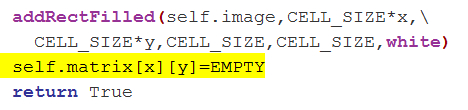 addRectFilled(self.image,CELL_SIZE*x,\
CELL_SIZE*y,CELL_SIZE,CELL_SIZE,white)
self.matrix[x][y]=EMPTY
return True